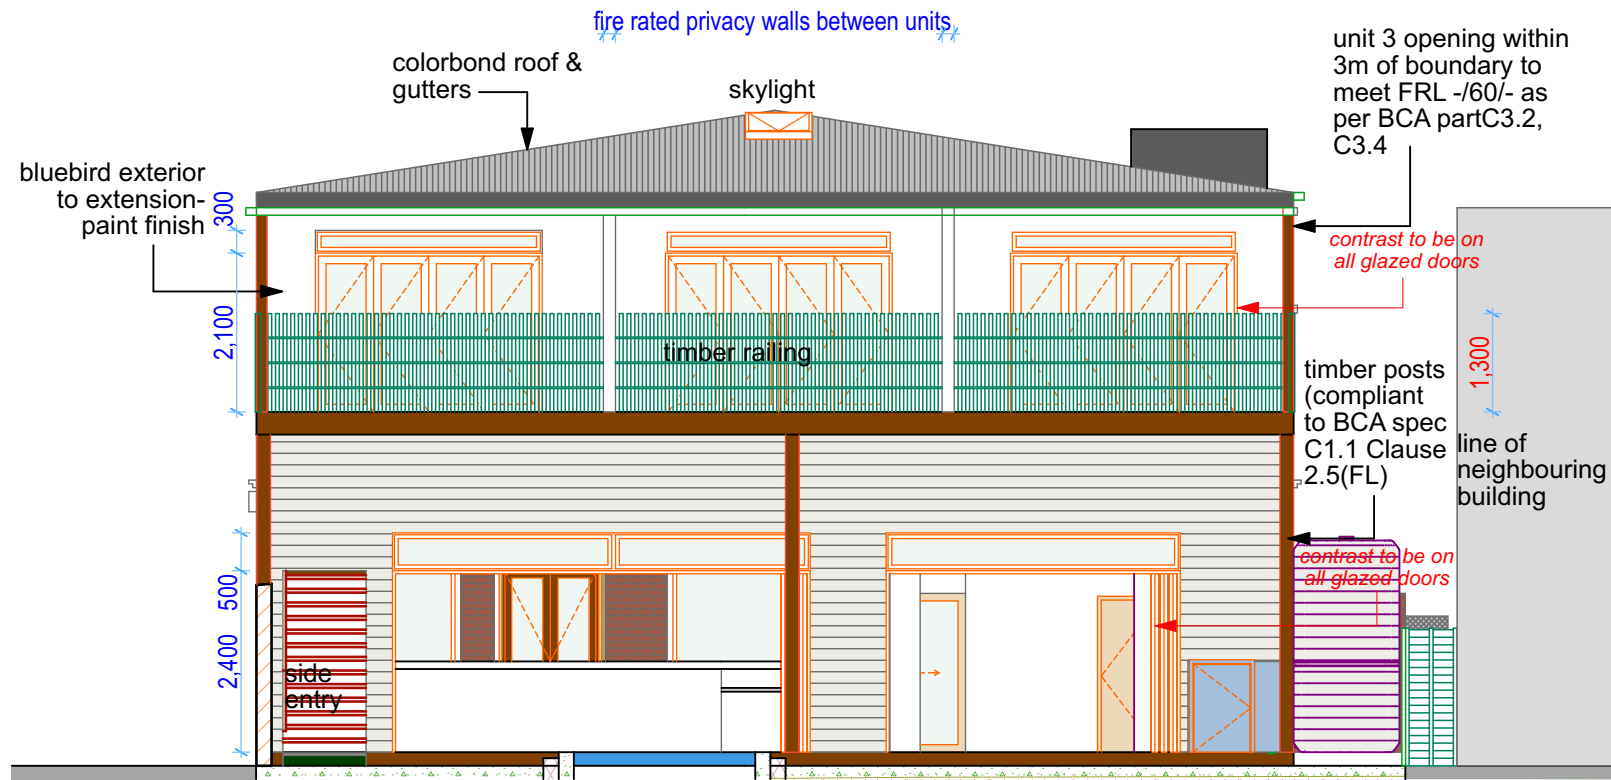 fire rated privacy walls between units
colorbond roof &
gutters
skylight
unit 3 opening within
3m of boundary to
meet FRL -/60/- as
per BCA partC3.2,
C3.4
bluebird exterior
to extension-
paint finish
300
2,100
contrast to be on
all glazed doors
timber railing
1,300
timber posts
(compliant
to BCA spec
C1.1 Clause
2.5(FL)
line of
neighbouring
building
contrast to be on
all glazed doors
500
2,400
side
entry